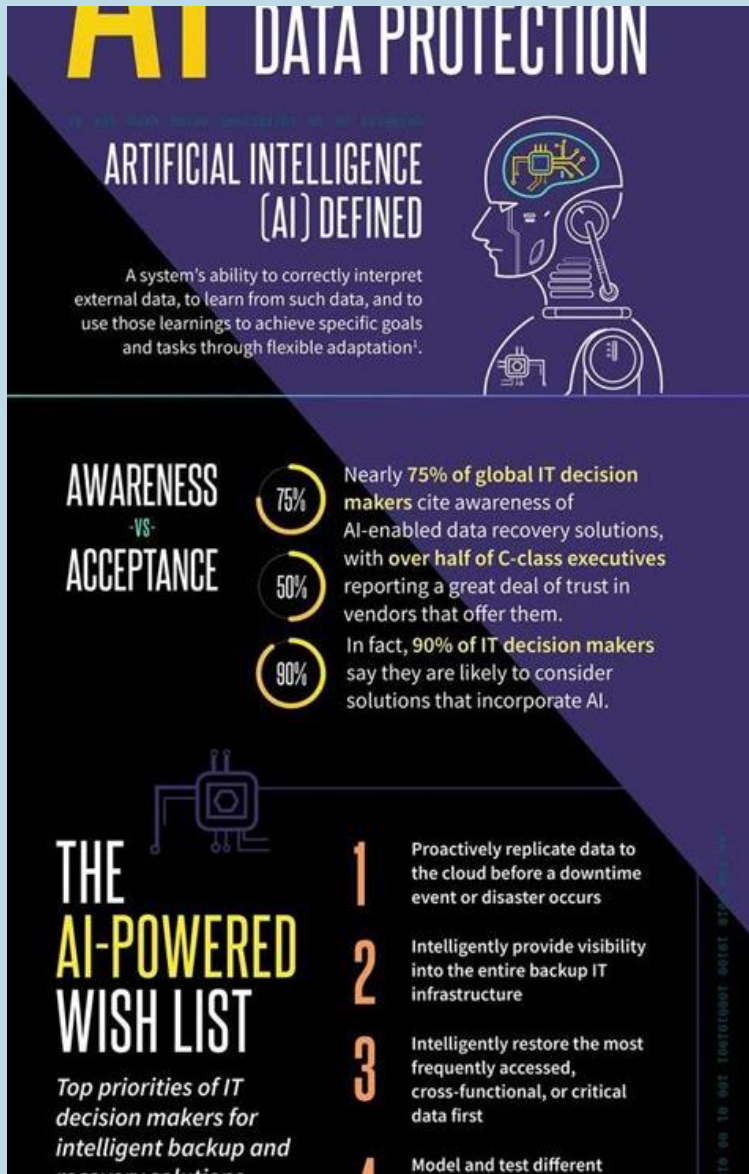 AI DATA PROTECTION
ARTIFICIAL INTELLIGENCE
(AI) DEFINED
A system's ability to correctly interpret
external data, to learn from such data, and to
use those learnings to achieve specific goals
and tasks through flexible adaptation¹.
AWARENESS
-VS-
ACCEPTANCE
75%
Nearly 75% of global IT decision
makers cite awareness of
AI-enabled data recovery solutions,
with over half of C-class executives
reporting a great deal of trust in
vendors that offer them.
50%
In fact, 90% of IT decision makers
say they are likely to consider
solutions that incorporate AI.
90%
THE
AI-POWERED
WISH LIST
Top priorities of IT
decision makers for
intelligent backup and
recovery solutions
1
Proactively replicate data to
the cloud before a downtime
event or disaster occurs
2
Intelligently provide visibility
into the entire backup IT
infrastructure
3
Intelligently restore the most
frequently accessed,
cross-functional, or critical
data first
4
Model and test different